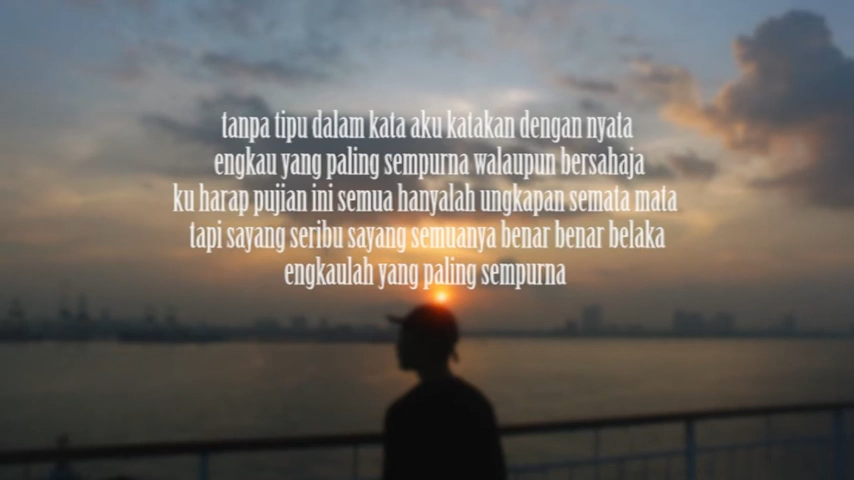 tanpa tipu dalam kata aku katakan dengan nyata
engkau yang paling sempurna walaupun bersahaja
ku harap pujian ini semua hanyalah ungkapan semata mata
tapi sayang seribu sayang semuanya benar benar belaka
engkaulah yang paling sempurna